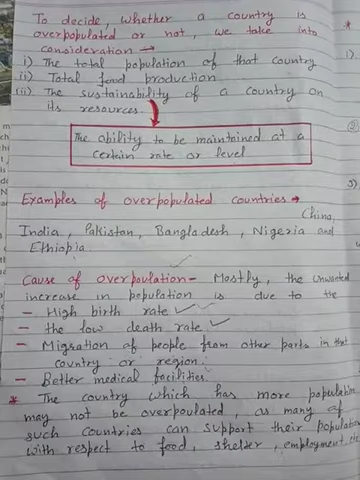 To decide, whether a country is
overpopulated or not, we take into
consideration →
i) The total population of that country
ii) Total food production
iii) The sustainability of a country on
its resources.
The ability to be maintained at a
certain rate or level
Examples of overpopulated countries →
China,
India, Pakistan, Bangladesh, Nigeria and
Ethiopia
Cause of overpoulation - Mostly, the unwanted
increase in population is due to the
- High birth rate ✓
- the low death rate ✓
- Migration of people from other parts in that
country or region.
- Better medical facilities
* The country which has more population
may not be overpoulated, as many of
such countries can support their population
with respect to food, shelter, employment, etc